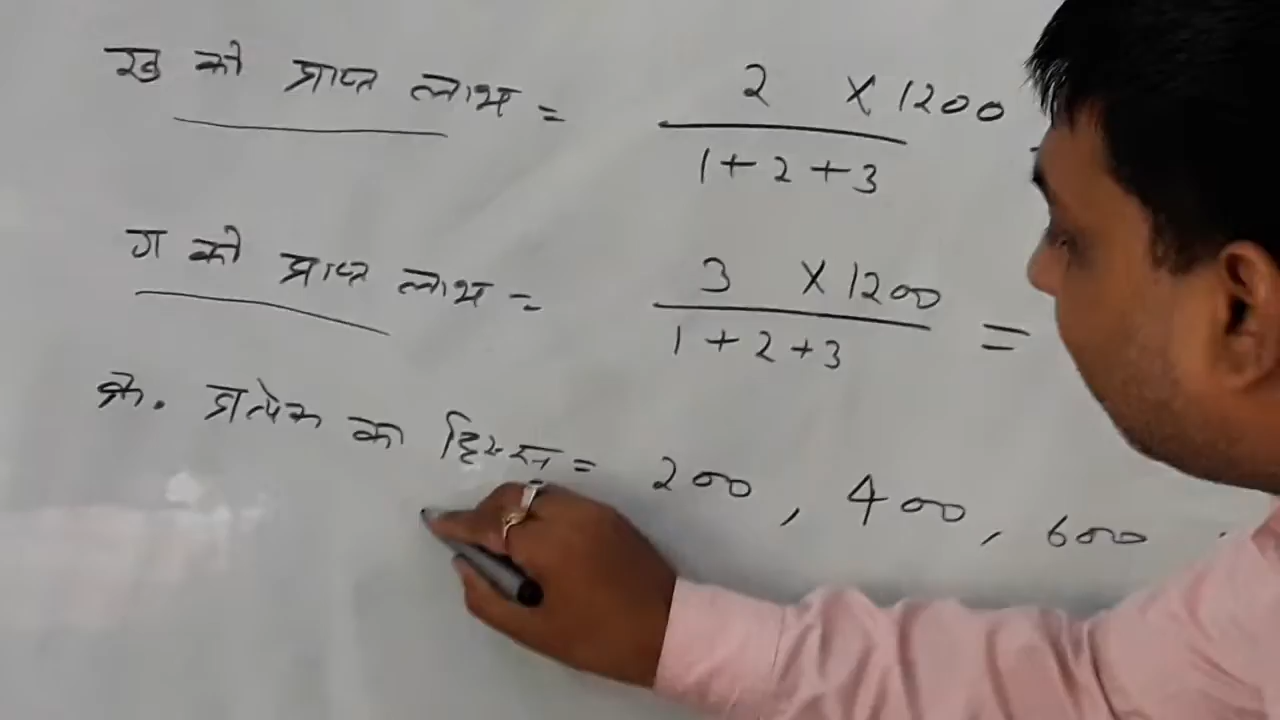 ख को प्राप्त लाभ = 2 × 1200
1 + 2 + 3
ग को प्राप्त लाभ = 3 × 1200 =
1 + 2 + 3
प्रत्येक का हिस्सा = 200 , 400 , 600